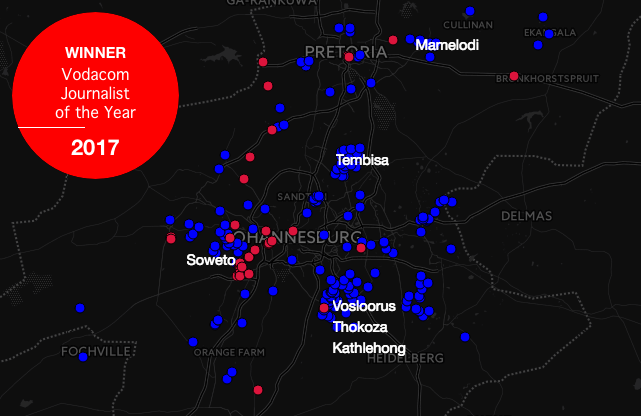 GA-RANKUWA
CULLINAN
EKANGALA
Mamelodi
PRETORIA
BRONKHORSTSPRUIT
WINNER
Vodacom
Journalist
of the Year
2017
Tembisa
SANDTON
DELMAS
JOHANNESBURG
Soweto
Vosloorus
Thokoza
Kathlehong
FOCHVILLE
ORANGE FARM
HEIDELBERG